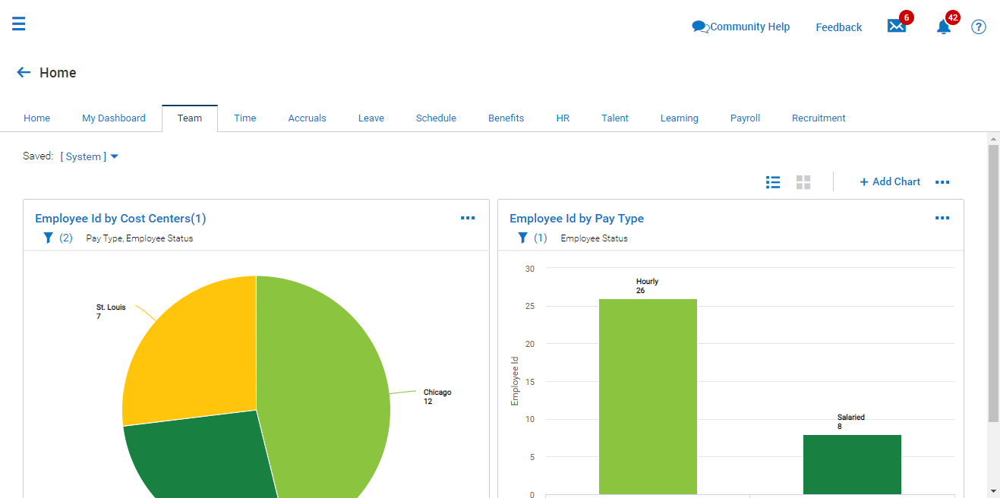 Community Help
Feedback
6
42
?
Home
Home My Dashboard Team Time Accruals Leave Schedule Benefits HR Talent Learning Payroll Recruitment
Saved: [ System ]
+ Add Chart
Employee Id by Cost Centers(1)
(2) Pay Type, Employee Status
St. Louis
7
Chicago
12
Employee Id by Pay Type
(1) Employee Status
30
25
20
15
10
5
0
Employee Id
Hourly
26
Salaried
8